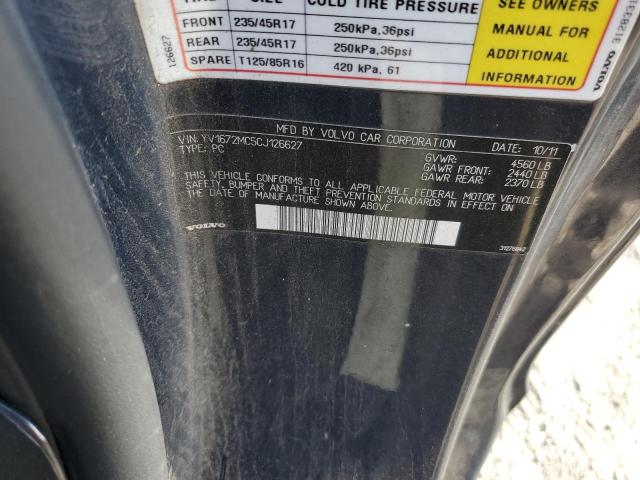 SIZE COLD TIRE PRESSURE
FRONT 235/45R17 250kPa,36psi
REAR 235/45R17 250kPa,36psi
SPARE T125/85R16 420 kPa, 61
SEE OWNERS
MANUAL FOR
ADDITIONAL
INFORMATION
VOLVO
126627
MFD BY VOLVO CAR CORPORATION DATE: 10/11
VIN: YV1672MC5CJ126627
TYPE: PC
GVWR: 4560 LB
GAWR FRONT: 2440 LB
GAWR REAR: 2370 LB
THIS VEHICLE CONFORMS TO ALL APPLICABLE FEDERAL MOTOR VEHICLE
SAFETY, BUMPER AND THEFT PREVENTION STANDARDS IN EFFECT ON
THE DATE OF MANUFACTURE SHOWN ABOVE.
VOLVO